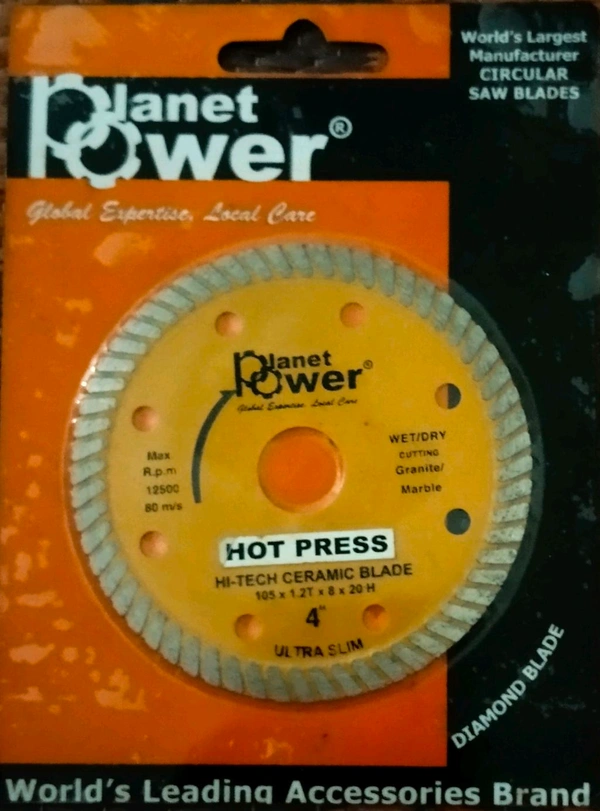 World's Largest
Manufacturer
CIRCULAR
SAW BLADES
Planet
Power®
Global Expertise, Local Care
Planet
Power®
Global Expertise, Local Care
Max
R.p.m
12500
80 m/s
WET/DRY
CUTTING
Granite/
Marble
HOT PRESS
HI-TECH CERAMIC BLADE
105 x 1.2T x 8 x 20 H
4"
ULTRA SLIM
DIAMOND BLADE
World's Leading Accessories Brand